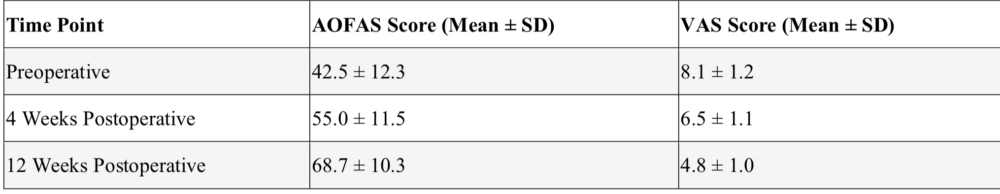 Time Point AOFAS Score (Mean ± SD) VAS Score (Mean ± SD)
Preoperative 42.5 ± 12.3 8.1 ± 1.2
4 Weeks Postoperative 55.0 ± 11.5 6.5 ± 1.1
12 Weeks Postoperative 68.7 ± 10.3 4.8 ± 1.0